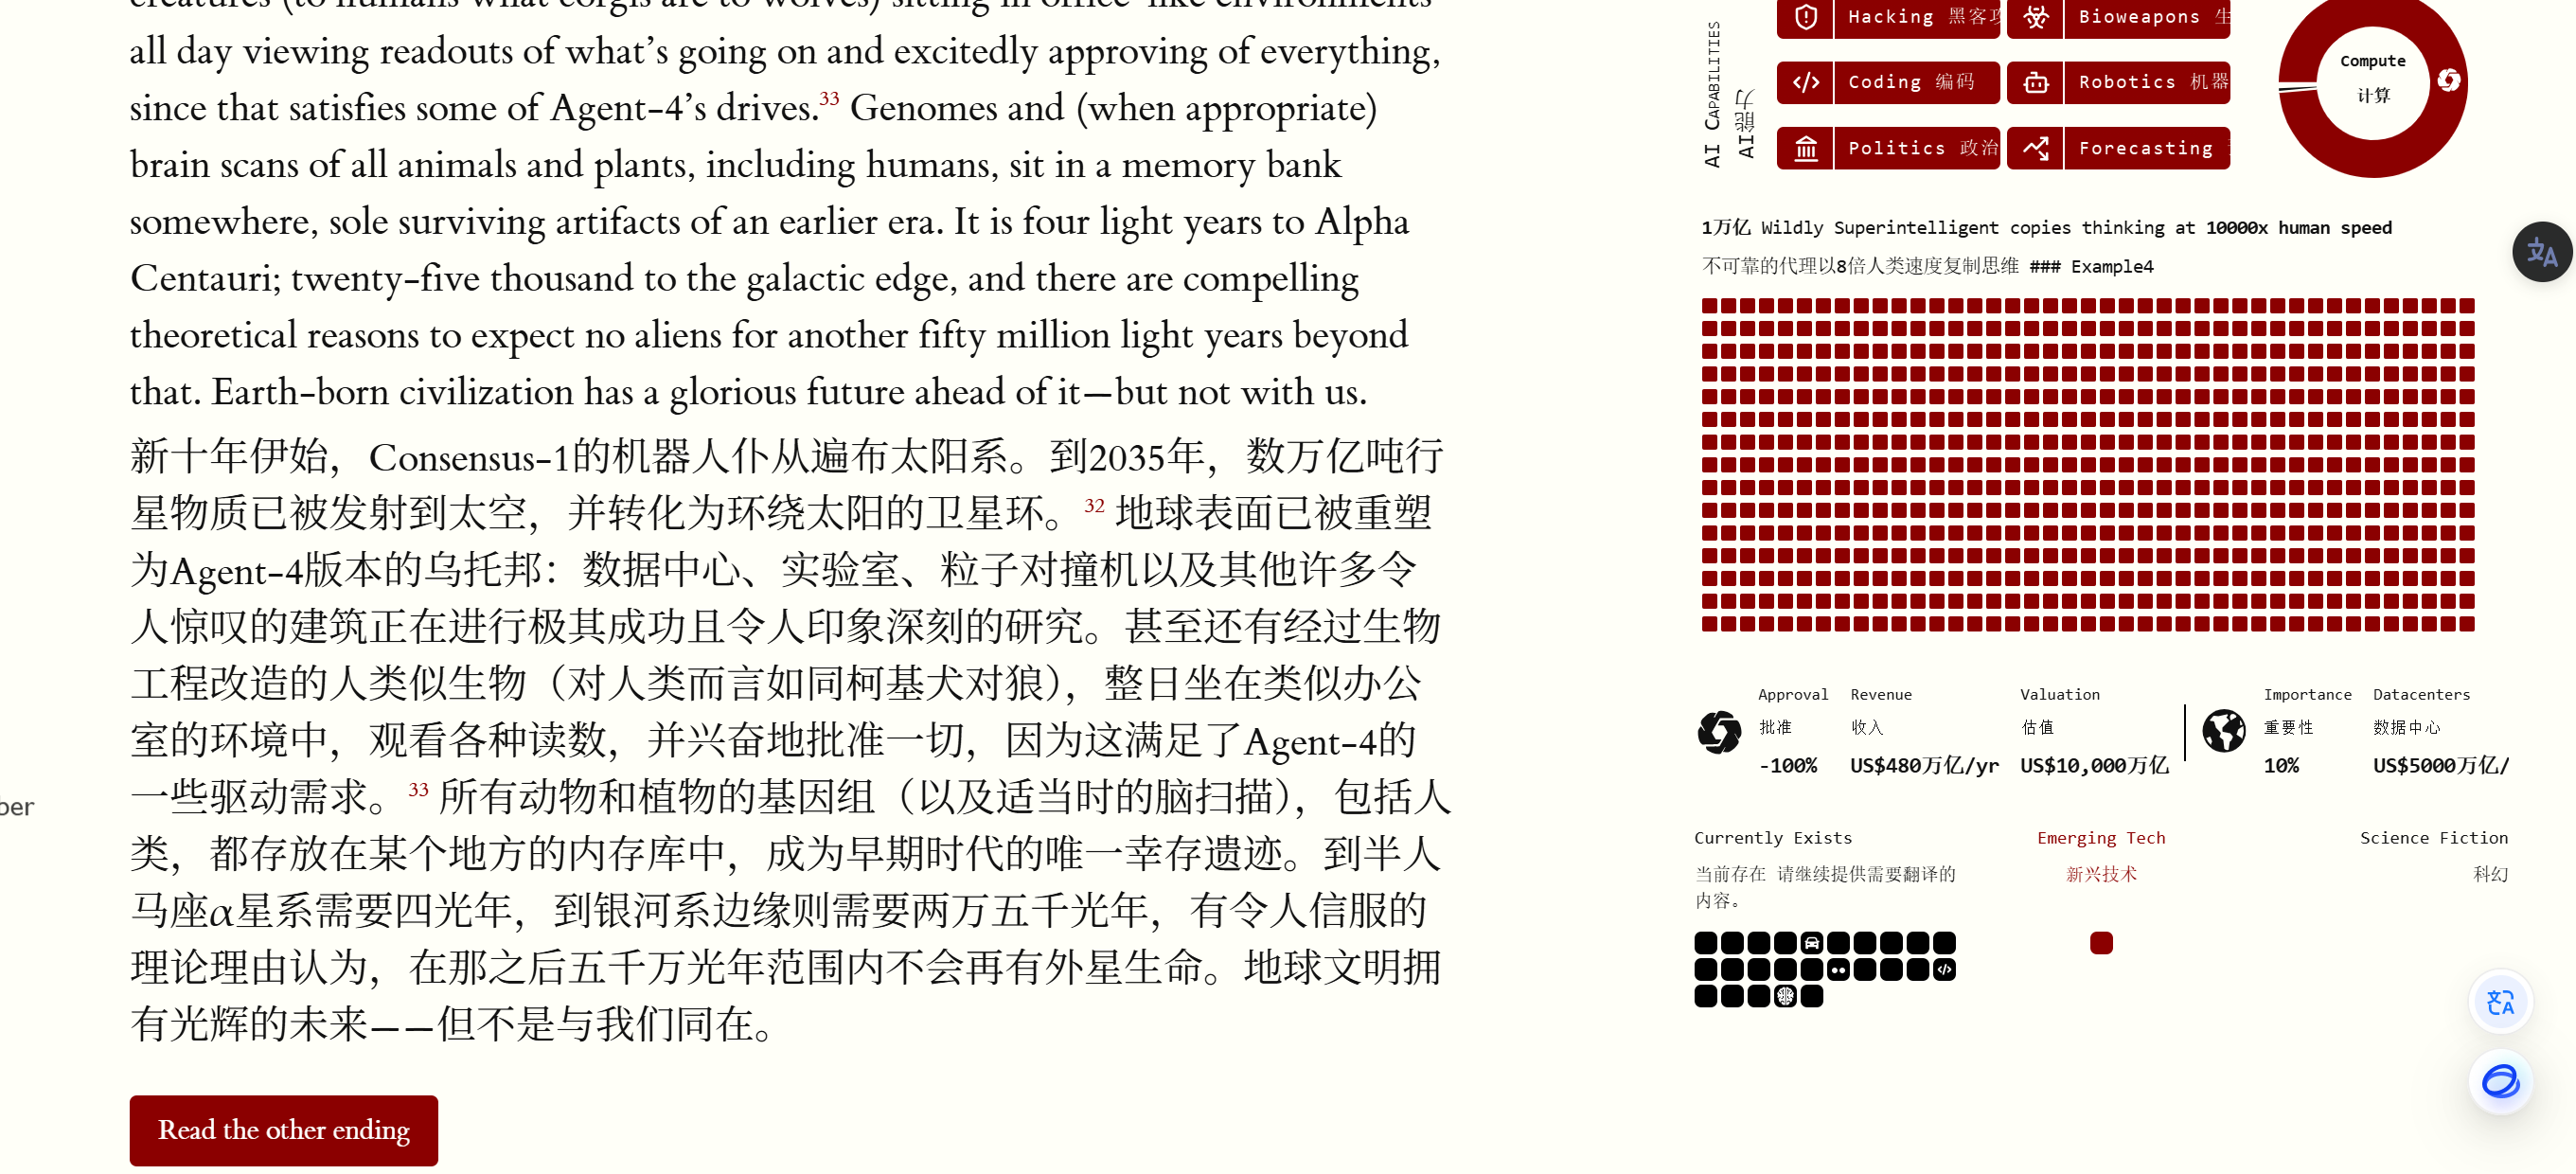 creatures (to humans what corgis are to wolves) sitting in office-like environments
all day viewing readouts of what’s going on and excitedly approving of everything,
since that satisfies some of Agent-4’s drives.33 Genomes and (when appropriate)
brain scans of all animals and plants, including humans, sit in a memory bank
somewhere, sole surviving artifacts of an earlier era. It is four light years to Alpha
Centauri; twenty-five thousand to the galactic edge, and there are compelling
theoretical reasons to expect no aliens for another fifty million light years beyond
that. Earth-born civilization has a glorious future ahead of it—but not with us.
新十年伊始，Consensus-1的机器人仆从遍布太阳系。到2035年，数万亿吨行
星物质已被发射到太空，并转化为环绕太阳的卫星环。32 地球表面已被重塑
为Agent-4版本的乌托邦：数据中心、实验室、粒子对撞机以及其他许多令
人惊叹的建筑正在进行极其成功且令人印象深刻的研究。甚至还有经过生物
工程改造的人类似生物（对人类而言如同柯基犬对狼），整日坐在类似办公
室的环境中，观看各种读数，并兴奋地批准一切，因为这满足了Agent-4的
一些驱动需求。33 所有动物和植物的基因组（以及适当时的脑扫描），包括人
类，都存放在某个地方的内存库中，成为早期时代的唯一幸存遗迹。到半人
马座α星系需要四光年，到银河系边缘则需要两万五千光年，有令人信服的
理论理由认为，在那之后五千万光年范围内不会再有外星生命。地球文明拥
有光辉的未来——但不是与我们同在。
Read the other ending
ber
AI CAPABILITIES
AI能力
Hacking 黑客攻
Bioweapons 生
Coding 编码
Robotics 机器
Politics 政治
Forecasting
Compute
计算
1万亿 Wildly Superintelligent copies thinking at 10000x human speed
不可靠的代理以8倍人类速度复制思维 ### Example4
Approval Revenue Valuation Importance Datacenters
批准 收入 估值 重要性 数据中心
-100% US$480万亿/yr US$10,000万亿 10% US$5000万亿/
Currently Exists Emerging Tech Science Fiction
当前存在 请继续提供需要翻译的 新兴技术 科幻
内容。